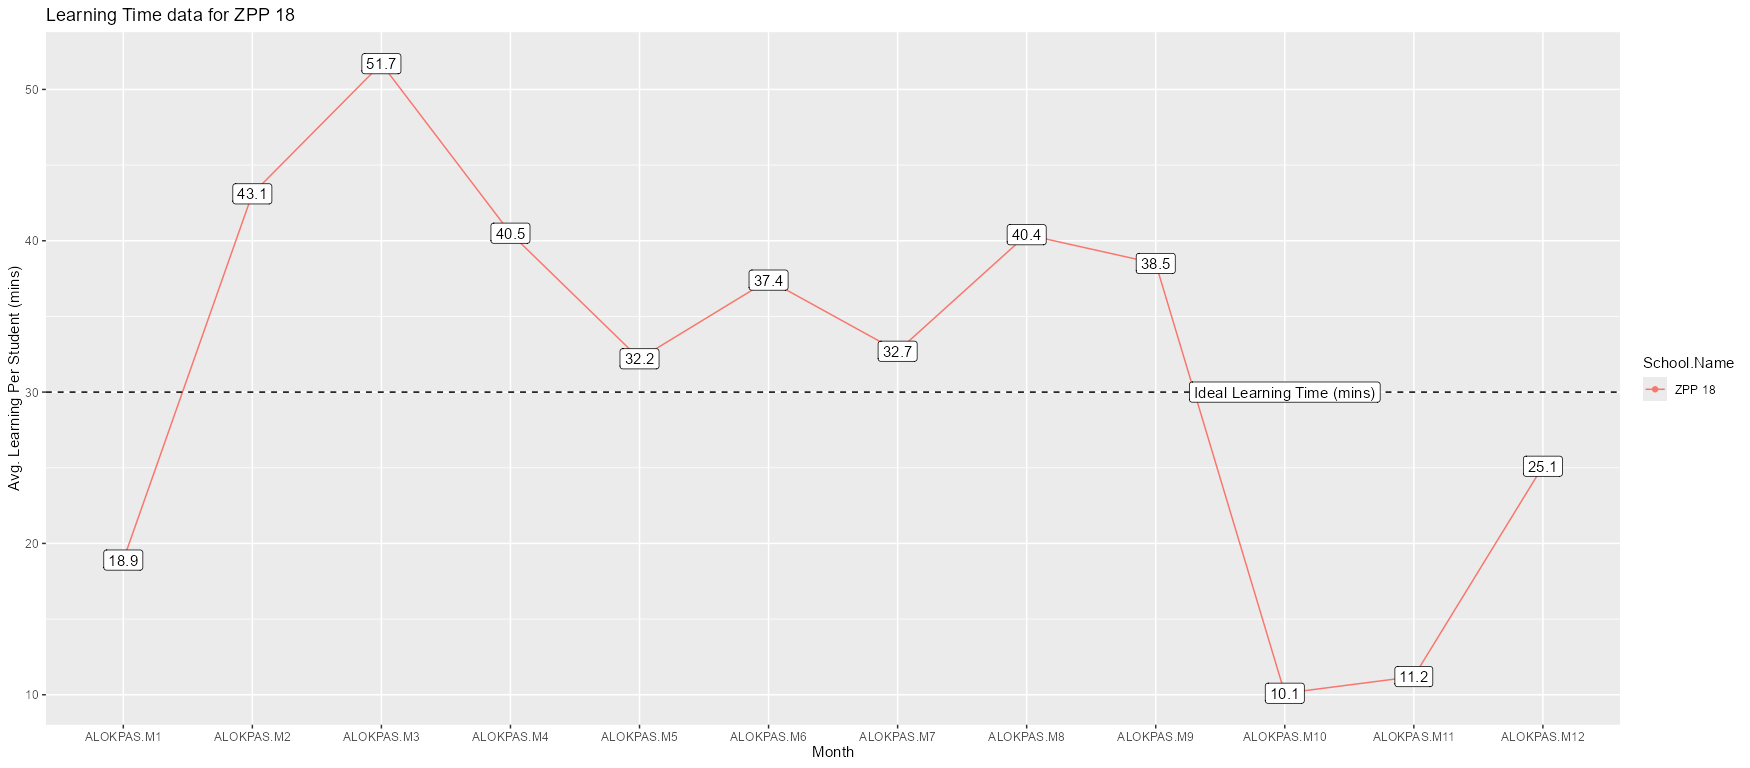 Learning Time data for ZPP 18
Avg. Learning Per Student (mins)
50
40
30
20
10
18.9
43.1
51.7
40.5
32.2
37.4
32.7
40.4
38.5
10.1
11.2
25.1
Ideal Learning Time (mins)
ALOKPAS.M1
ALOKPAS.M2
ALOKPAS.M3
ALOKPAS.M4
ALOKPAS.M5
ALOKPAS.M6
ALOKPAS.M7
ALOKPAS.M8
ALOKPAS.M9
ALOKPAS.M10
ALOKPAS.M11
ALOKPAS.M12
Month
School.Name
ZPP 18